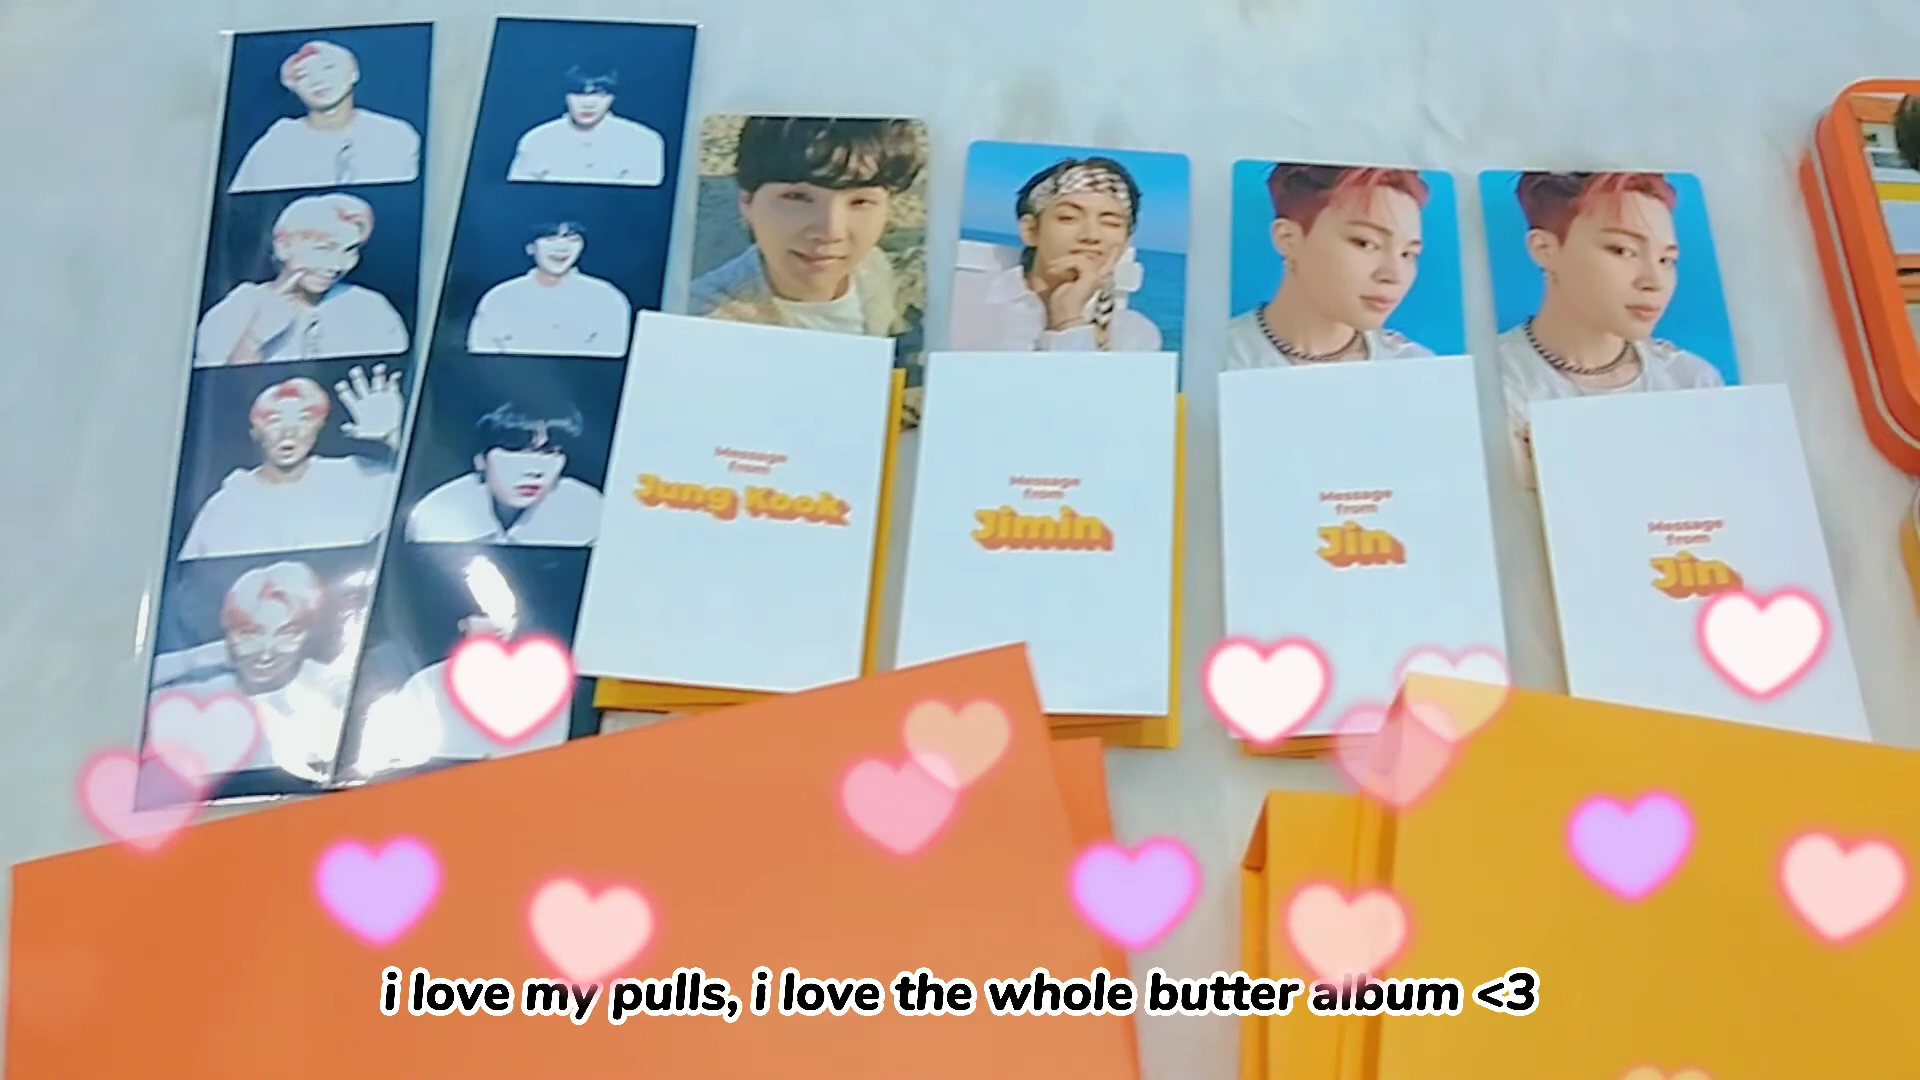 Message
from
Jung Kook
Message
from
Jimin
Message
from
Jin
Message
from
Jin
i love my pulls, i love the whole butter album <3